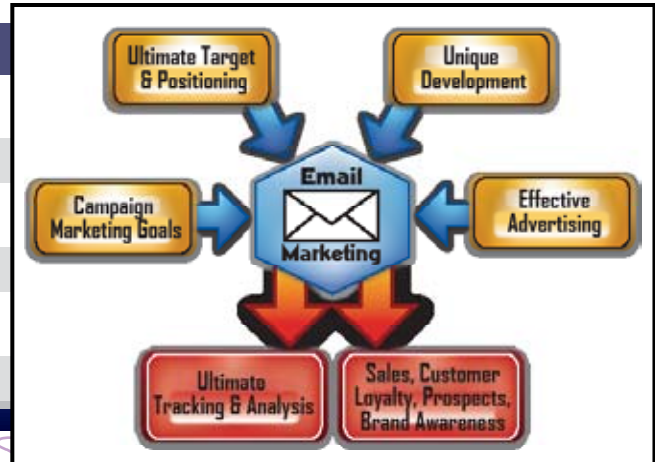 Ultimate Target
& Positioning
Unique
Development
Email
Marketing
Campaign
Marketing Goals
Effective
Advertising
Ultimate
Tracking & Analysis
Sales, Customer
Loyalty, Prospects,
Brand Awareness